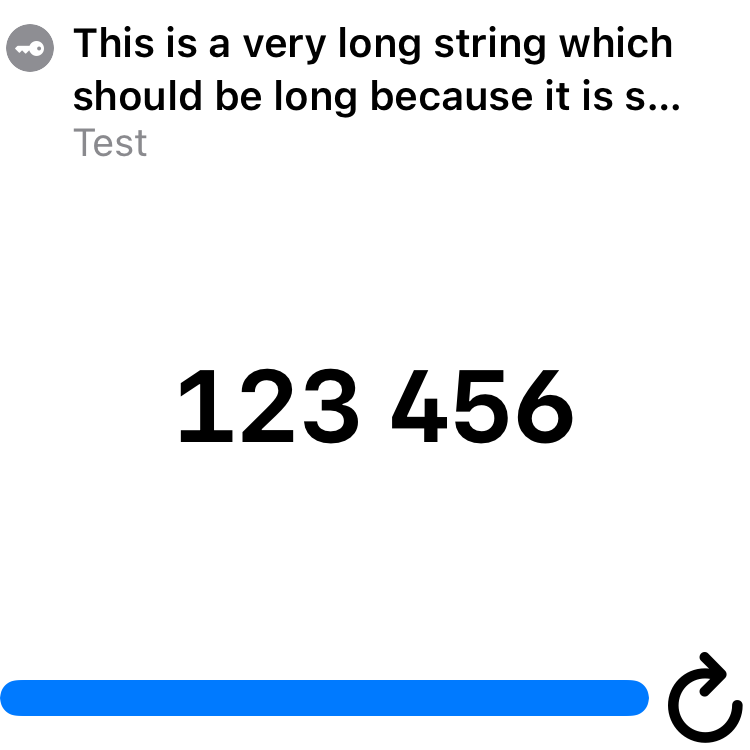 This is a very long string which
should be long because it is s...
Test
123 456